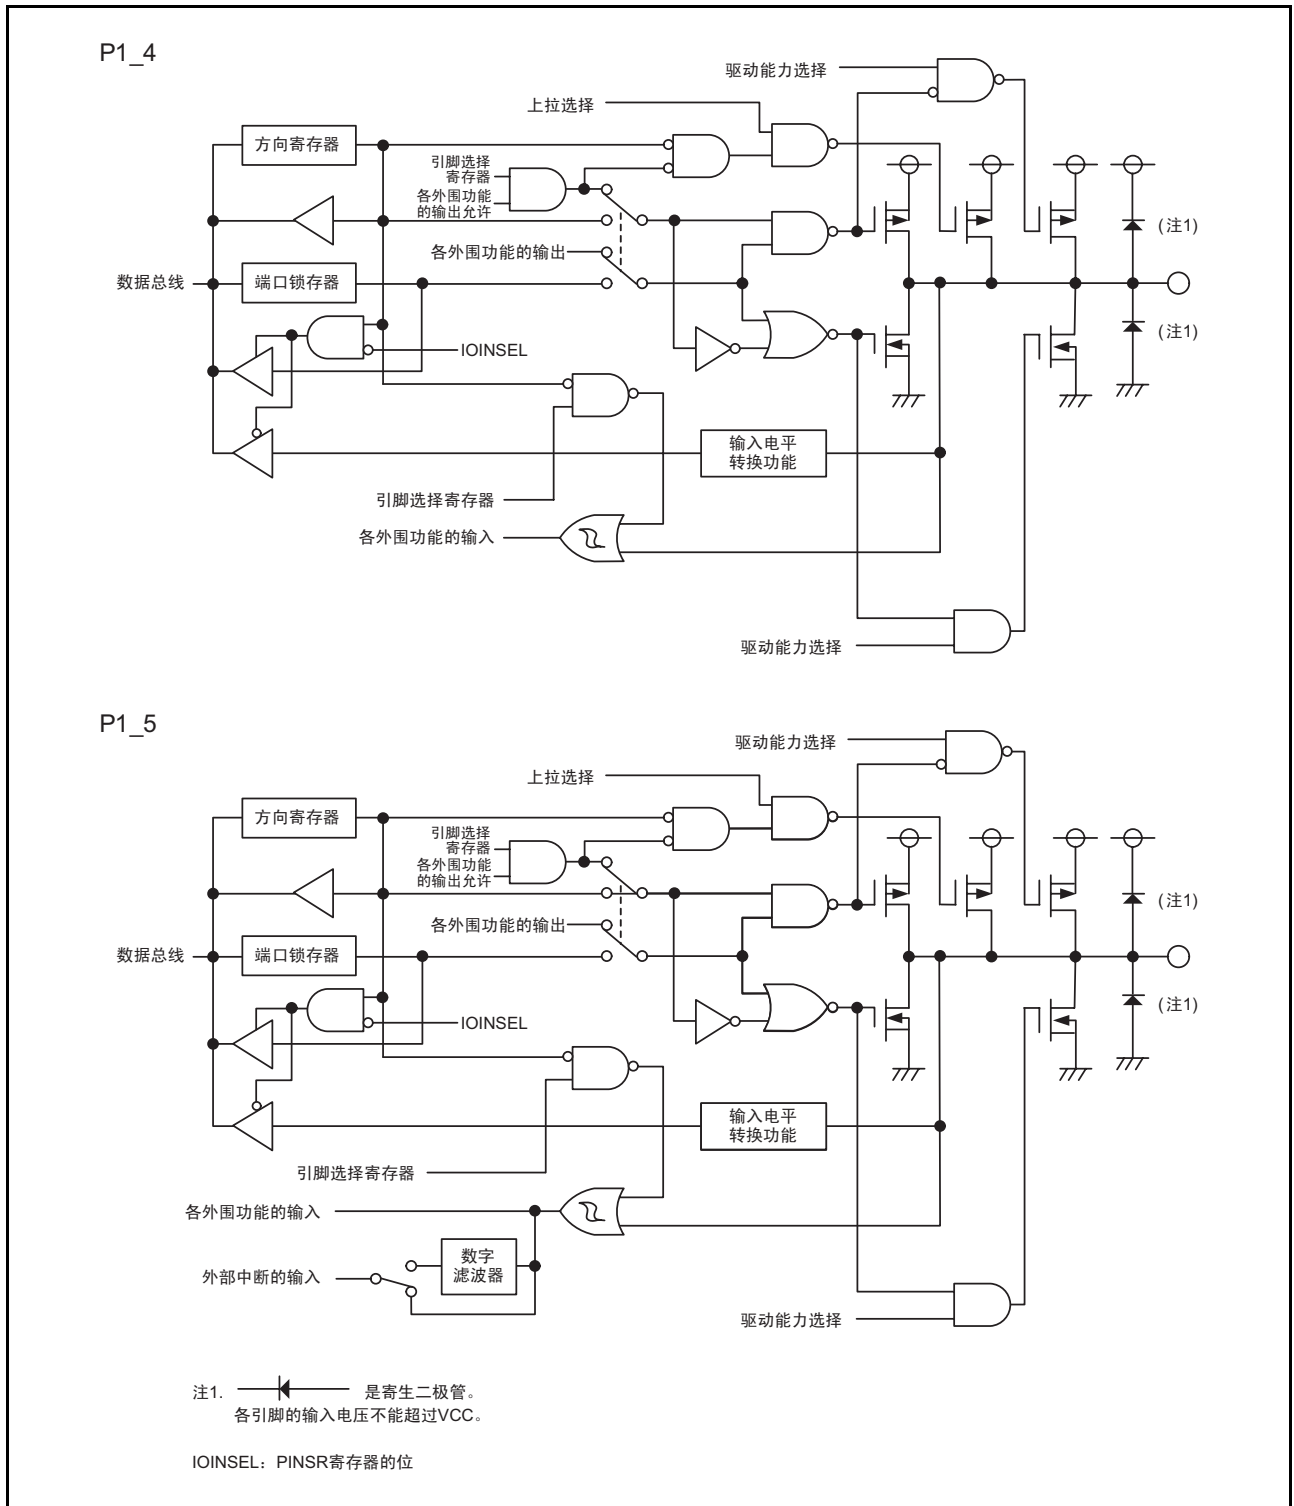 P1_4
驱动能力选择
上拉选择
方向寄存器
引脚选择
寄存器
各外围功能
的输出允许
(注1)
各外围功能的输出
数据总线
端口锁存器
(注1)
IOINSEL
输入电平
转换功能
引脚选择寄存器
各外围功能的输入
驱动能力选择
P1_5
驱动能力选择
上拉选择
方向寄存器
引脚选择
寄存器
各外围功能
的输出允许
(注1)
各外围功能的输出
数据总线
端口锁存器
(注1)
IOINSEL
输入电平
转换功能
引脚选择寄存器
各外围功能的输入
数字
滤波器
外部中断的输入
驱动能力选择
注1. 是寄生二极管。
各引脚的输入电压不能超过VCC。
IOINSEL：PINSR寄存器的位